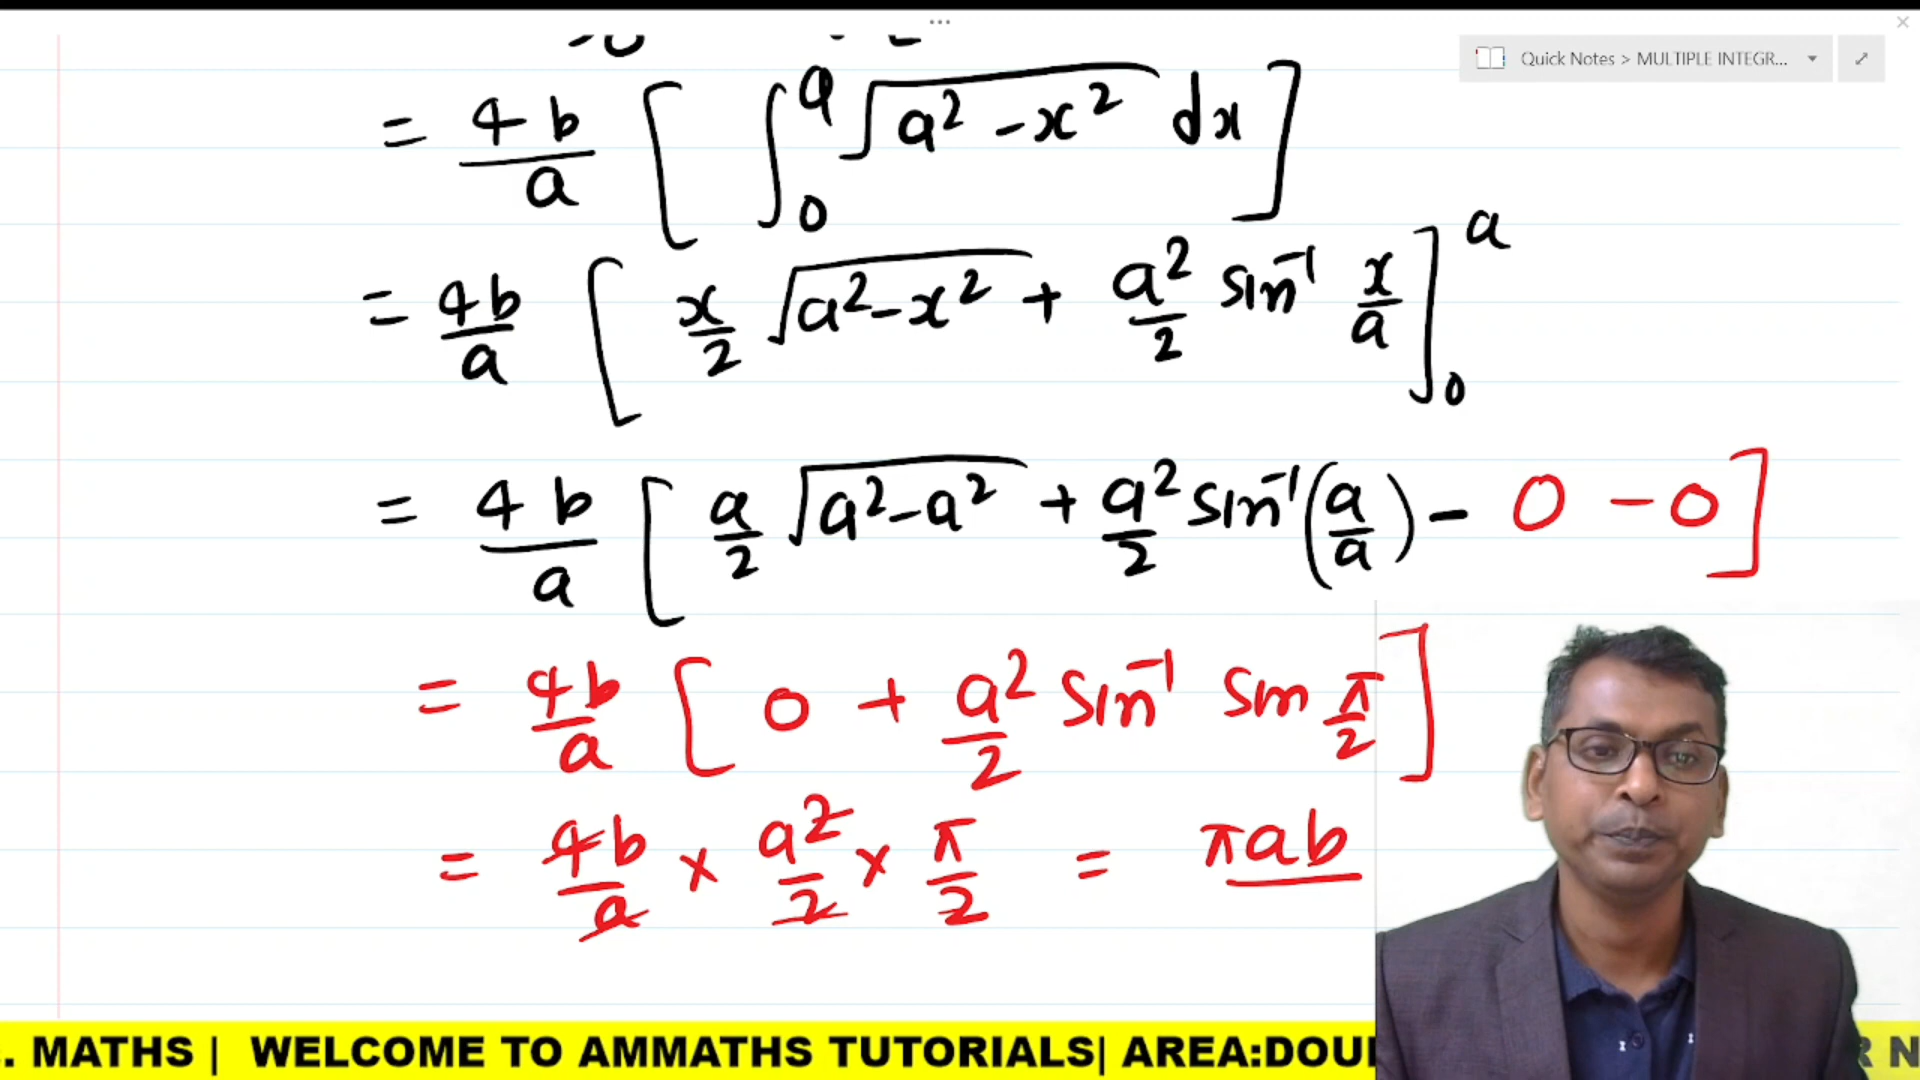 Quick Notes > MULTIPLE INTEGR...
= 4b/a [ ∫₀ᵃ √(a² - x²) dx ]
= 4b/a [ x/2 √(a² - x²) + a²/2 sin⁻¹ x/a ]₀ᵃ
= 4b/a [ a/2 √(a² - a²) + a²/2 sin⁻¹(a/a) - 0 - 0 ]
= 4b/a [ 0 + a²/2 sin⁻¹ sin π/2 ]
= 4b/a × a²/2 × π/2 = πab
. MATHS | WELCOME TO AMMATHS TUTORIALS| AREA:DOU